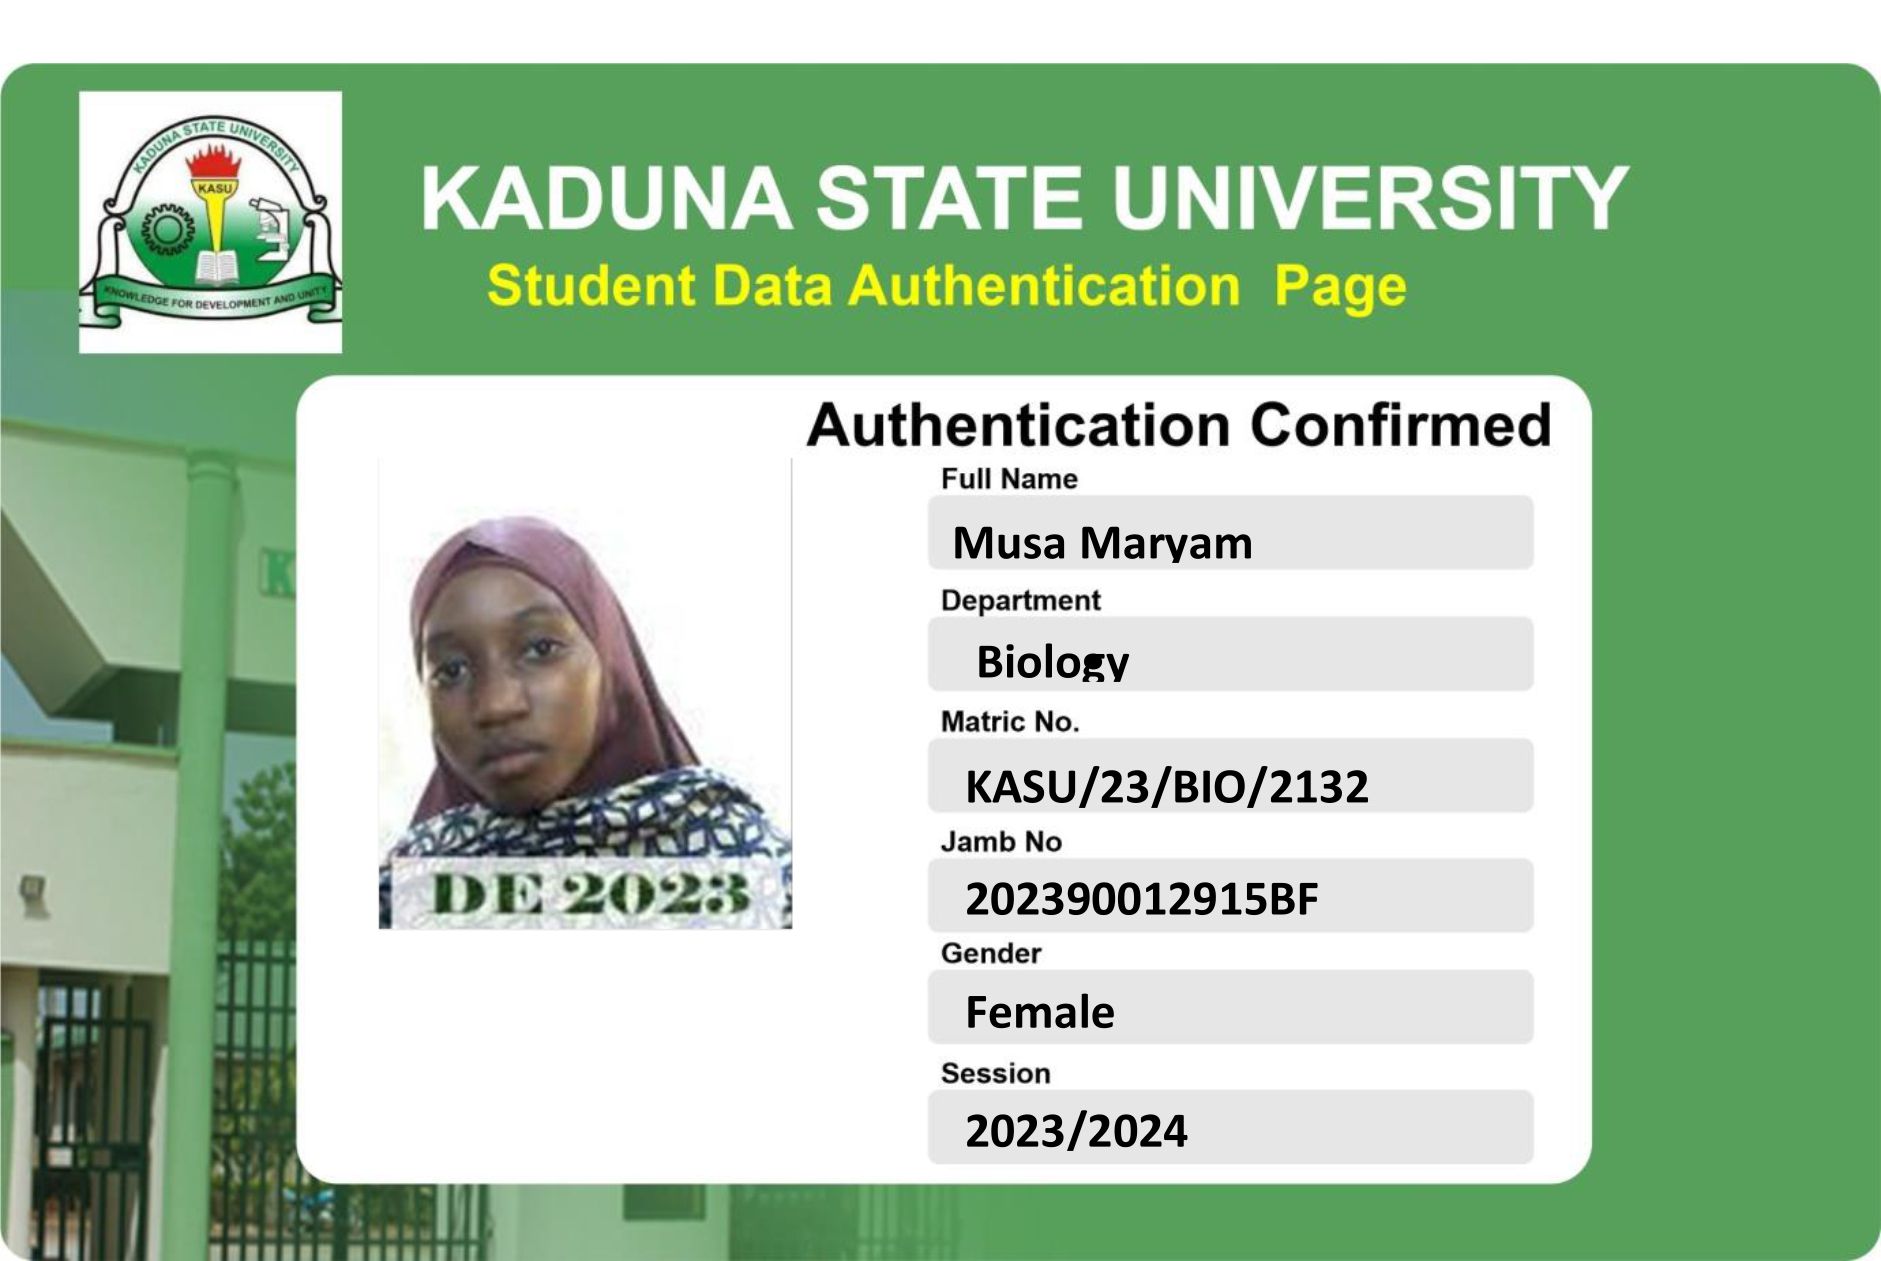 KADUNA STATE UNIVERSITY
KASU
KNOWLEDGE FOR DEVELOPMENT AND UNITY
KADUNA STATE UNIVERSITY
Student Data Authentication Page
Authentication Confirmed
Full Name
Musa Maryam
Department
Biology
Matric No.
KASU/23/BIO/2132
Jamb No
202390012915BF
Gender
Female
Session
2023/2024
DE 2023
K